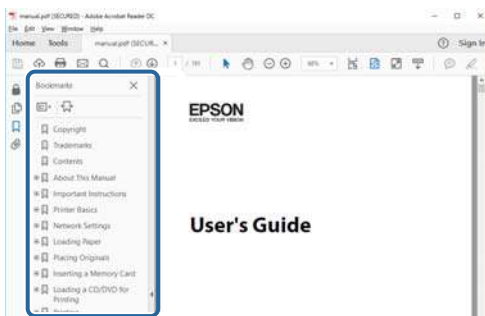 manual.pdf (SECURED) - Adobe Acrobat Reader DC
File Edit View Window Help
Home Tools manual.pdf (SECUR... × Sign In
Bookmarks ×
Copyright
Trademarks
Contents
About This Manual
Important Instructions
Printer Basics
Network Settings
Loading Paper
Placing Originals
Inserting a Memory Card
Loading a CD/DVD for
Printing
EPSON
EXCEED YOUR VISION
User's Guide